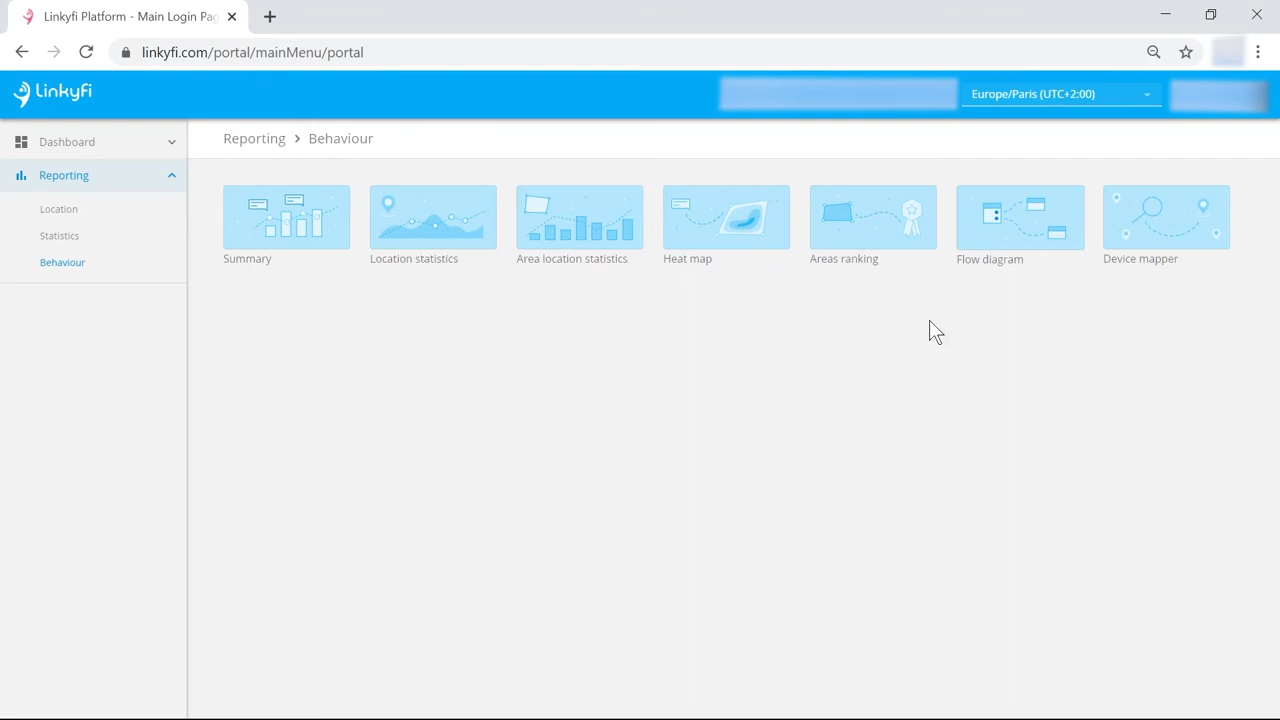 Linkyfi Platform - Main Login Pag
linkyfi.com/portal/mainMenu/portal
Linkyfi
Europe/Paris (UTC+2:00)
Dashboard
Reporting > Behaviour
Reporting
Location
Statistics
Behaviour
Summary
Location statistics
Area location statistics
Heat map
Areas ranking
Flow diagram
Device mapper